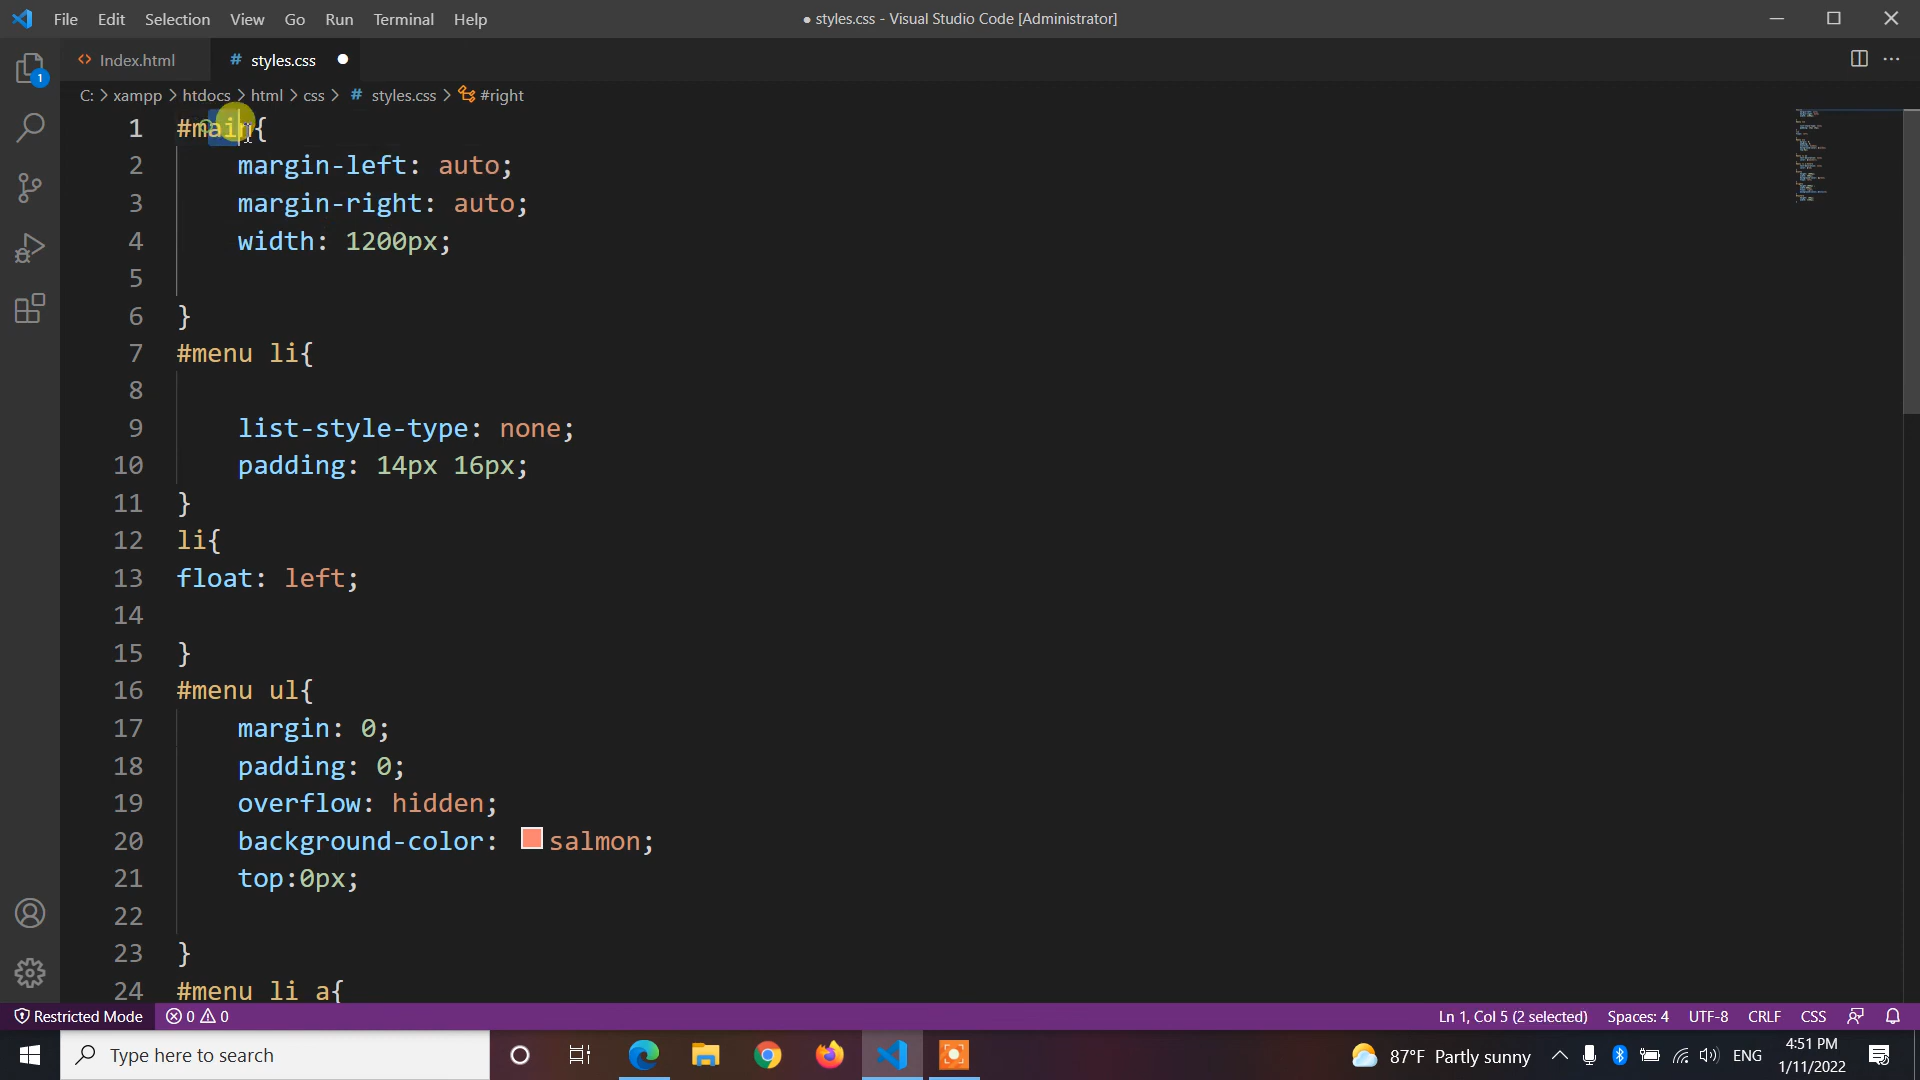 File Edit Selection View Go Run Terminal Help
● styles.css - Visual Studio Code [Administrator]
Index.html
# styles.css ●
C: > xampp > htdocs > html > css > # styles.css > #right
1 #main{
2 margin-left: auto;
3 margin-right: auto;
4 width: 1200px;
5
6 }
7 #menu li{
8
9 list-style-type: none;
10 padding: 14px 16px;
11 }
12 li{
13 float: left;
14
15 }
16 #menu ul{
17 margin: 0;
18 padding: 0;
19 overflow: hidden;
20 background-color: salmon;
21 top:0px;
22
23 }
24 #menu li a{
1
Restricted Mode 0 0 Ln 1, Col 5 (2 selected) Spaces: 4 UTF-8 CRLF CSS
Type here to search
87°F Partly sunny ENG
4:51 PM
1/11/2022